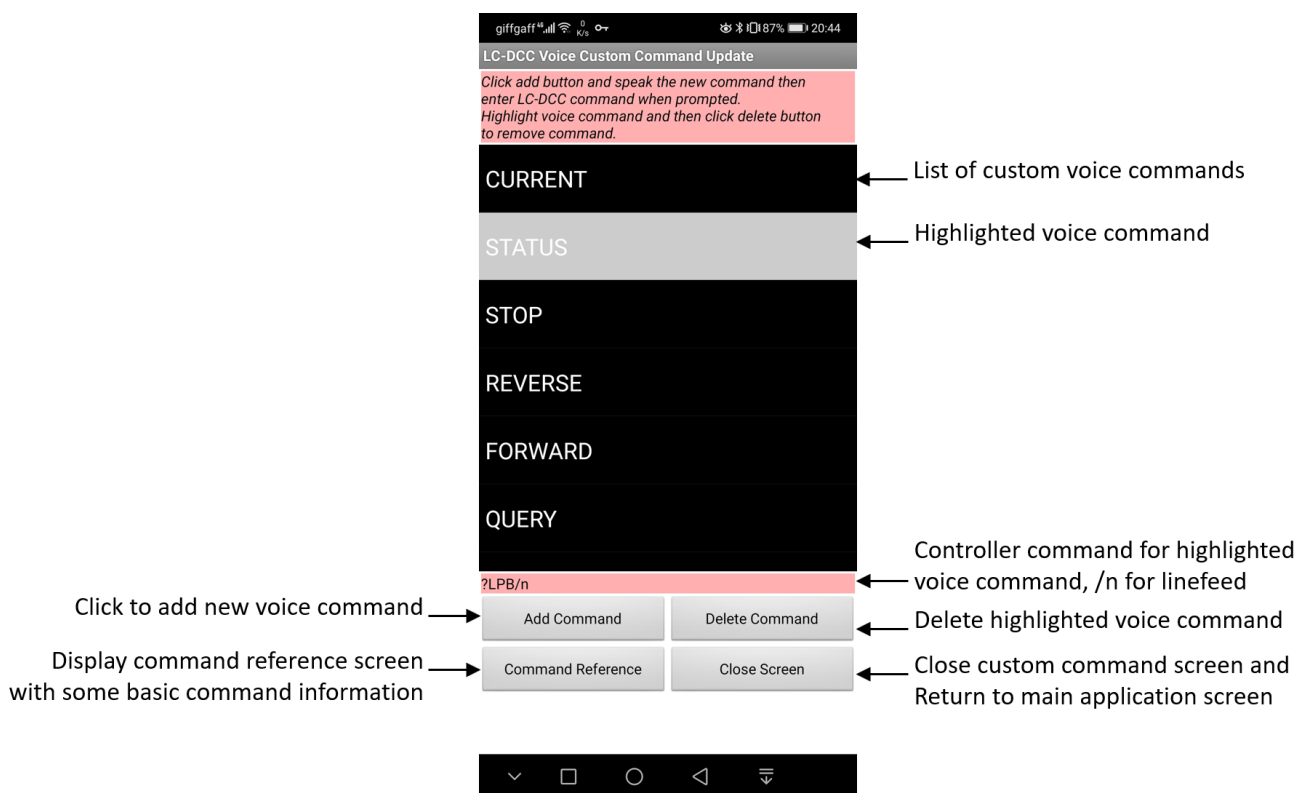 giffgaff 4G 0 K/s 87% 20:44
LC-DCC Voice Custom Command Update
Click add button and speak the new command then
enter LC-DCC command when prompted.
Highlight voice command and then click delete button
to remove command.
CURRENT
List of custom voice commands
STATUS
Highlighted voice command
STOP
REVERSE
FORWARD
QUERY
Controller command for highlighted
voice command, /n for linefeed
?LPB/n
Click to add new voice command
Add Command
Delete Command
Delete highlighted voice command
Display command reference screen
with some basic command information
Command Reference
Close Screen
Close custom command screen and
Return to main application screen